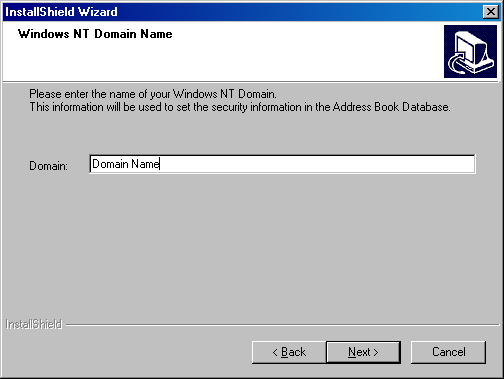 InstallShield Wizard
Windows NT Domain Name
Please enter the name of your Windows NT Domain.
This information will be used to set the security information in the Address Book Database.
Domain: Domain Name
InstallShield
< Back Next > Cancel